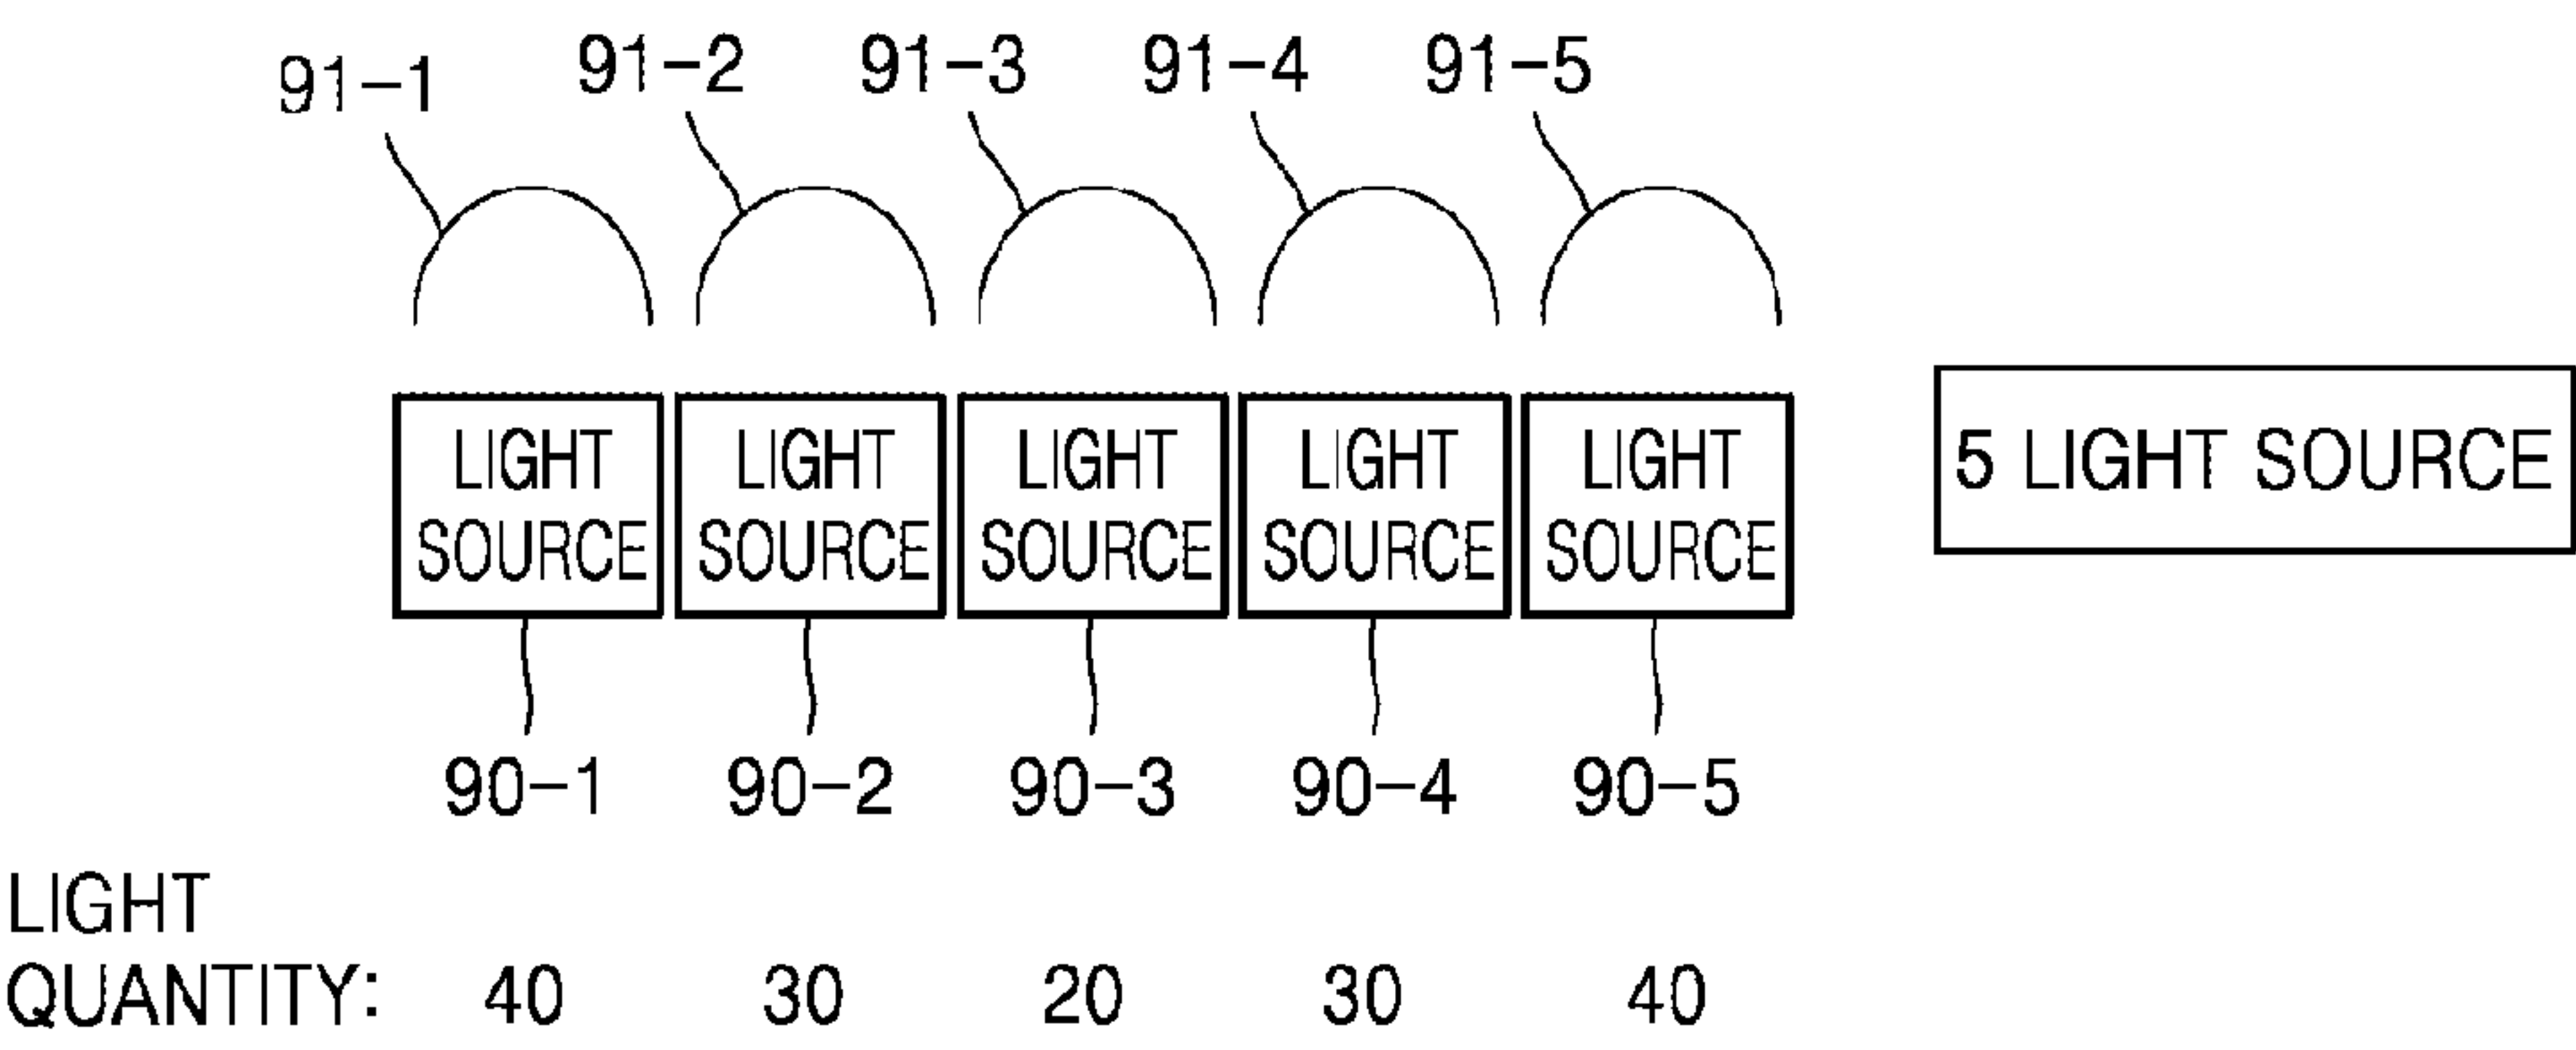 91-1 91-2 91-3 91-4 91-5
LIGHT LIGHT LIGHT LIGHT LIGHT
SOURCE SOURCE SOURCE SOURCE SOURCE
5 LIGHT SOURCE
90-1 90-2 90-3 90-4 90-5
LIGHT
QUANTITY: 40 30 20 30 40